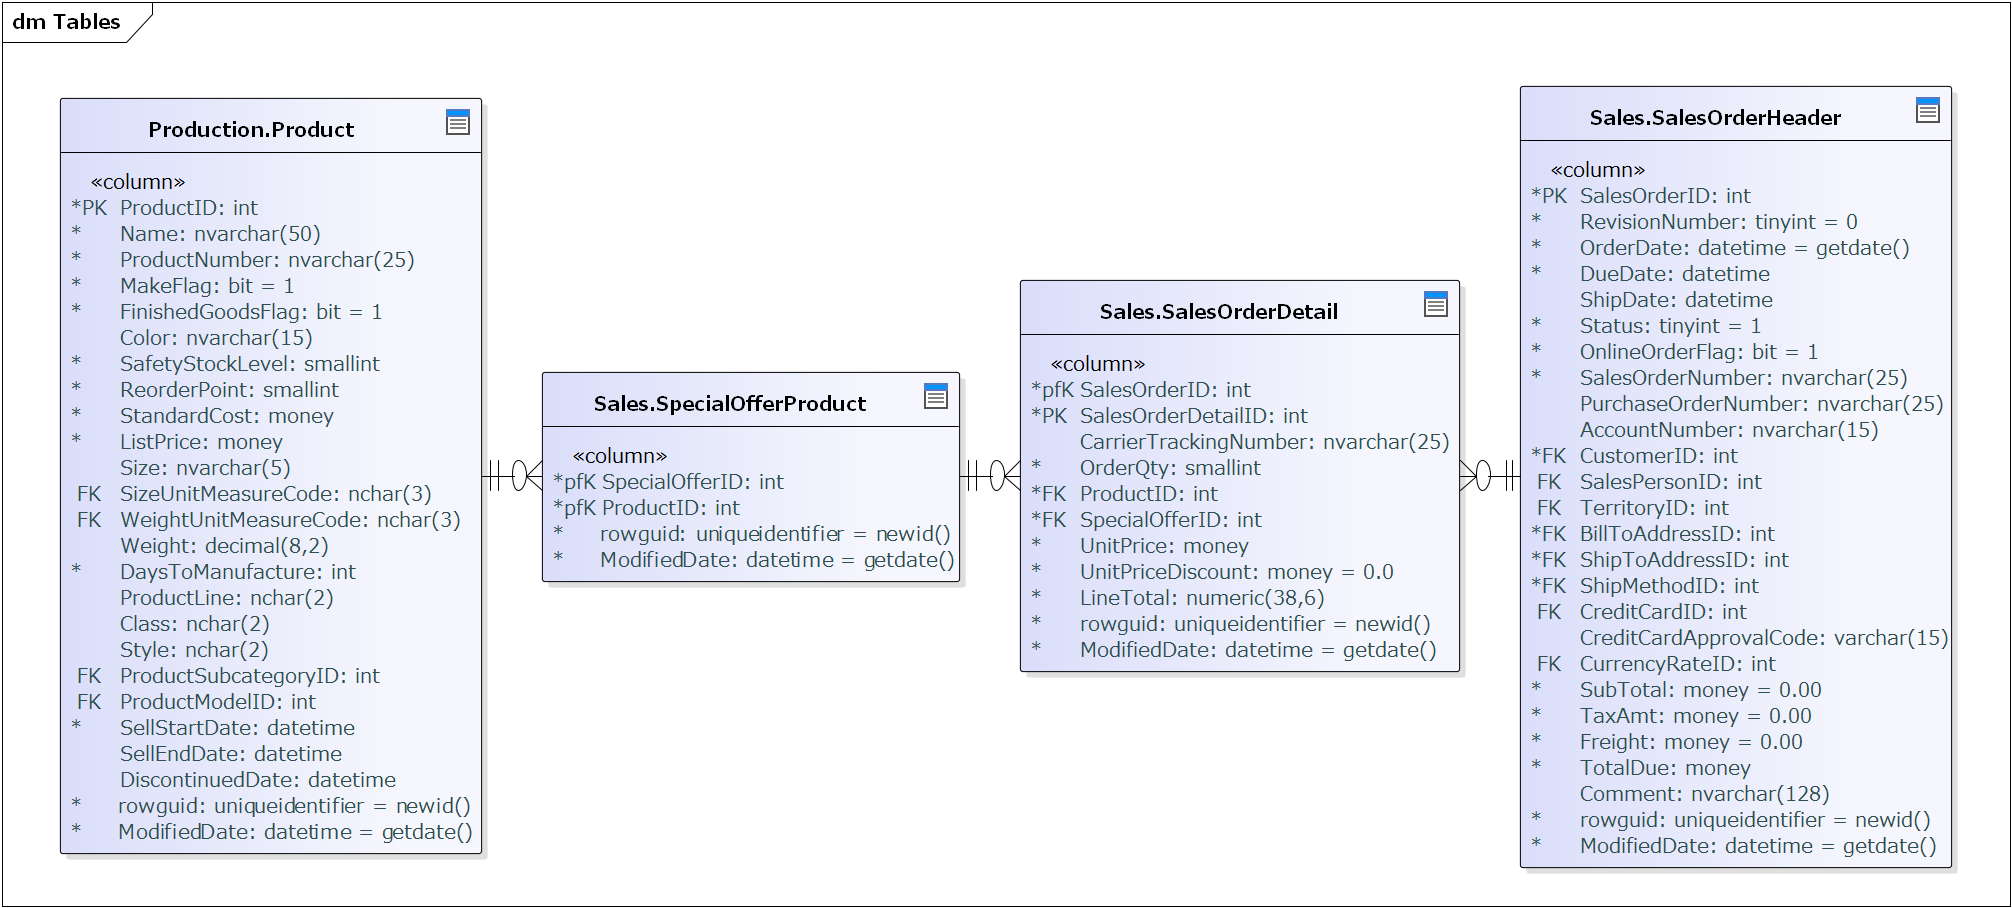 dm Tables
Production.Product
«column»
*PK ProductID: int
* Name: nvarchar(50)
* ProductNumber: nvarchar(25)
* MakeFlag: bit = 1
* FinishedGoodsFlag: bit = 1
Color: nvarchar(15)
* SafetyStockLevel: smallint
* ReorderPoint: smallint
* StandardCost: money
* ListPrice: money
Size: nvarchar(5)
FK SizeUnitMeasureCode: nchar(3)
FK WeightUnitMeasureCode: nchar(3)
Weight: decimal(8,2)
* DaysToManufacture: int
ProductLine: nchar(2)
Class: nchar(2)
Style: nchar(2)
FK ProductSubcategoryID: int
FK ProductModelID: int
* SellStartDate: datetime
SellEndDate: datetime
DiscontinuedDate: datetime
* rowguid: uniqueidentifier = newid()
* ModifiedDate: datetime = getdate()
Sales.SpecialOfferProduct
«column»
*pfK SpecialOfferID: int
*pfK ProductID: int
* rowguid: uniqueidentifier = newid()
* ModifiedDate: datetime = getdate()
Sales.SalesOrderDetail
«column»
*pfK SalesOrderID: int
*PK SalesOrderDetailID: int
CarrierTrackingNumber: nvarchar(25)
* OrderQty: smallint
*FK ProductID: int
*FK SpecialOfferID: int
* UnitPrice: money
* UnitPriceDiscount: money = 0.0
* LineTotal: numeric(38,6)
* rowguid: uniqueidentifier = newid()
* ModifiedDate: datetime = getdate()
Sales.SalesOrderHeader
«column»
*PK SalesOrderID: int
* RevisionNumber: tinyint = 0
* OrderDate: datetime = getdate()
* DueDate: datetime
ShipDate: datetime
* Status: tinyint = 1
* OnlineOrderFlag: bit = 1
* SalesOrderNumber: nvarchar(25)
PurchaseOrderNumber: nvarchar(25)
AccountNumber: nvarchar(15)
*FK CustomerID: int
FK SalesPersonID: int
FK TerritoryID: int
*FK BillToAddressID: int
*FK ShipToAddressID: int
*FK ShipMethodID: int
FK CreditCardID: int
CreditCardApprovalCode: varchar(15)
FK CurrencyRateID: int
* SubTotal: money = 0.00
* TaxAmt: money = 0.00
* Freight: money = 0.00
* TotalDue: money
Comment: nvarchar(128)
* rowguid: uniqueidentifier = newid()
* ModifiedDate: datetime = getdate()